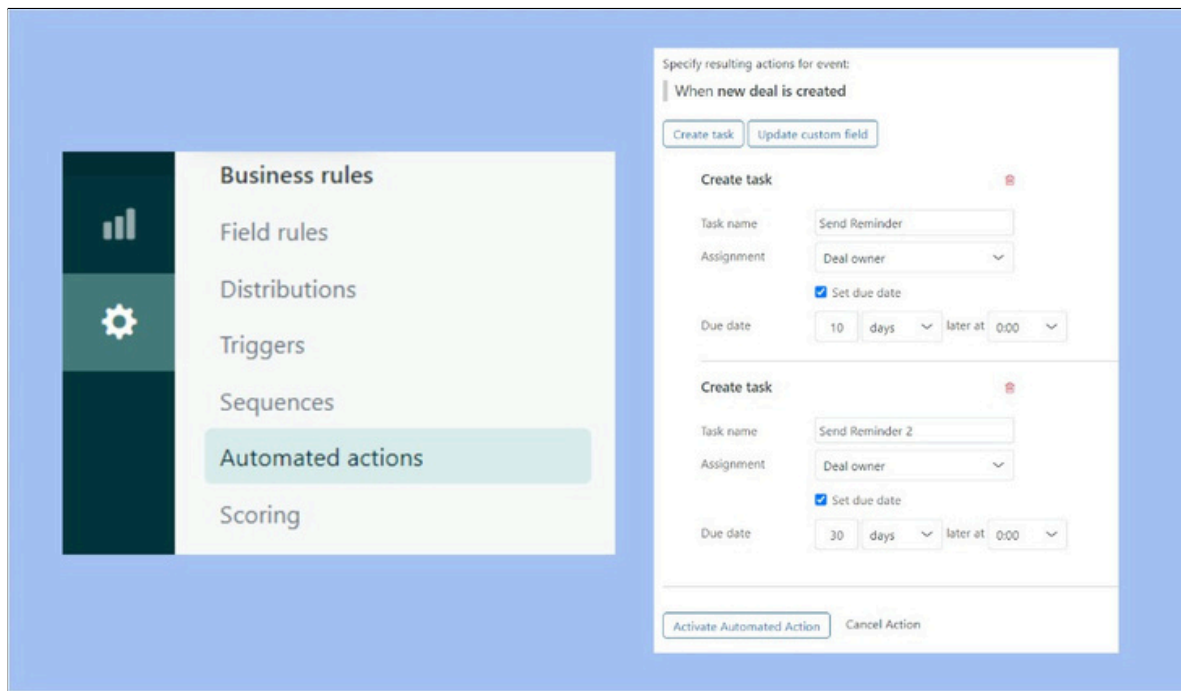 Business rules
Field rules
Distributions
Triggers
Sequences
Automated actions
Scoring
Specify resulting actions for event:
When new deal is created
Create task Update custom field
Create task
Task name Send Reminder
Assignment Deal owner
Set due date
Due date 10 days later at 0:00
Create task
Task name Send Reminder 2
Assignment Deal owner
Set due date
Due date 30 days later at 0:00
Activate Automated Action Cancel Action